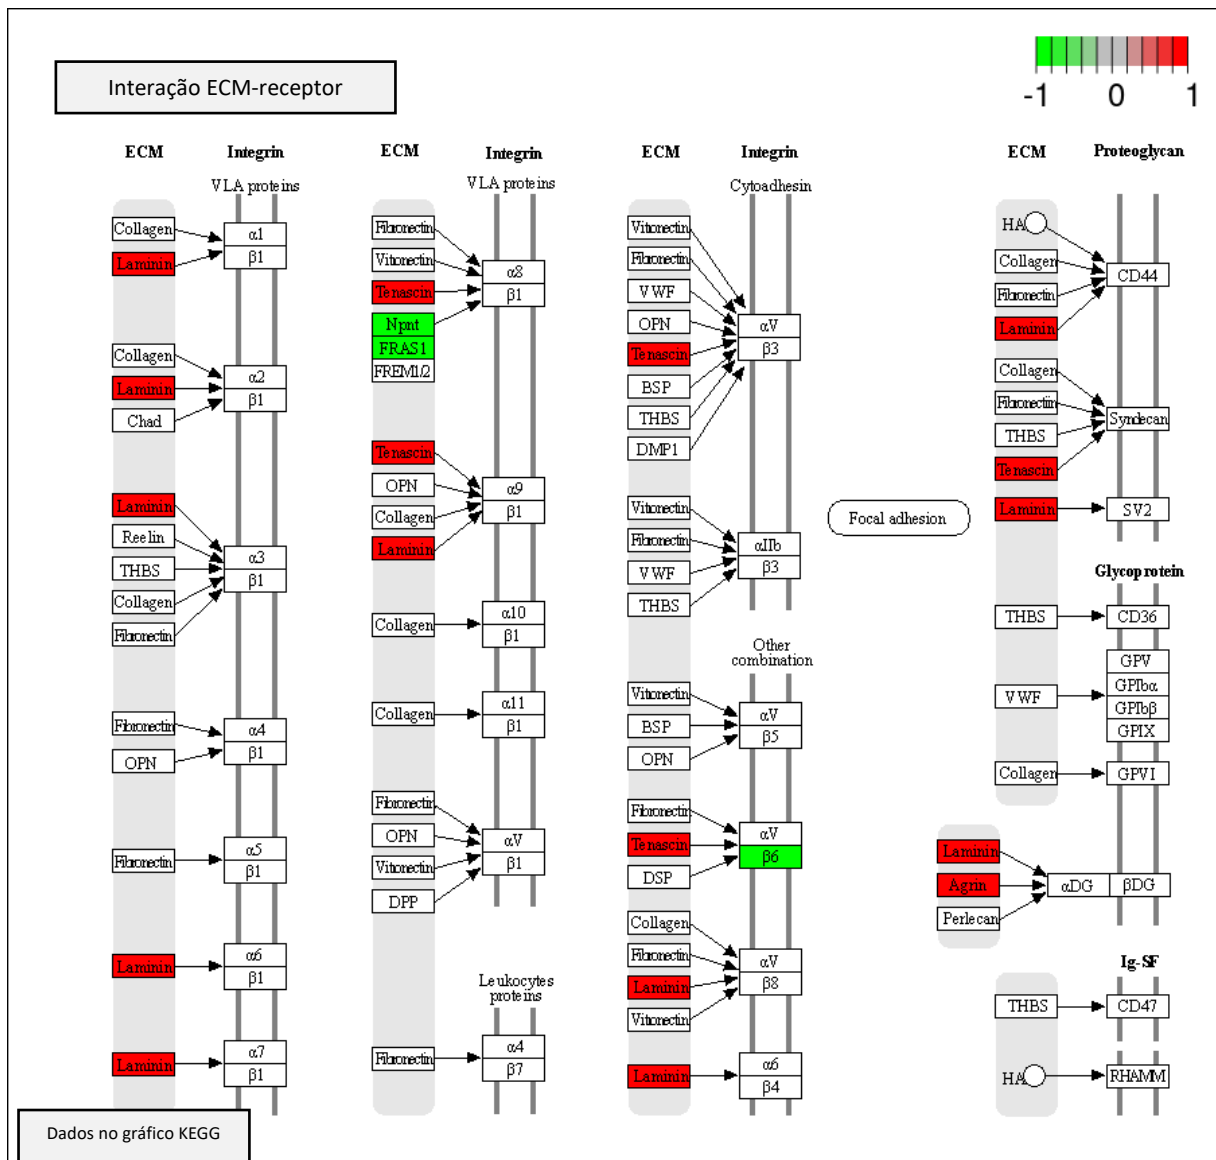 Interação ECM-receptor
-1 0 1
ECM
Integrin
VLA proteins
Collagen
Laminin
α1
β1
Collagen
Laminin
Chad
α2
β1
Laminin
Reelin
THBS
Collagen
Fibronectin
α3
β1
Fibronectin
OPN
α4
β1
Fibronectin
α5
β1
Laminin
α6
β1
Laminin
α7
β1
ECM
Integrin
VLA proteins
Fibronectin
Vitronectin
Tenascin
Npnt
FRAS1
FREM1/2
α8
β1
Tenascin
OPN
Collagen
Laminin
α9
β1
Collagen
α10
β1
Collagen
α11
β1
Fibronectin
OPN
Vitronectin
DPP
αV
β1
Leukocytes
proteins
Fibronectin
α4
β7
ECM
Integrin
Cytoadhesin
Vitronectin
Fibronectin
VWF
OPN
Tenascin
BSP
THBS
DMP1
αV
β3
Vitronectin
Fibronectin
VWF
THBS
αIIb
β3
Other
combination
Vitronectin
BSP
OPN
αV
β5
Fibronectin
Tenascin
DSP
αV
β6
Collagen
Fibronectin
Laminin
Vitronectin
αV
β8
Laminin
α6
β4
Focal adhesion
ECM
Proteoglycan
HA
Collagen
Fibronectin
Laminin
CD44
Collagen
Fibronectin
THBS
Tenascin
Syndecan
Laminin
SV2
Glycoprotein
THBS
CD36
VWF
GPV
GPIbα
GPIbβ
GPIX
Collagen
GPVI
Laminin
Agrin
Perlecan
αDG
βDG
Ig-SF
THBS
CD47
HA
RHAMM
Dados no gráfico KEGG